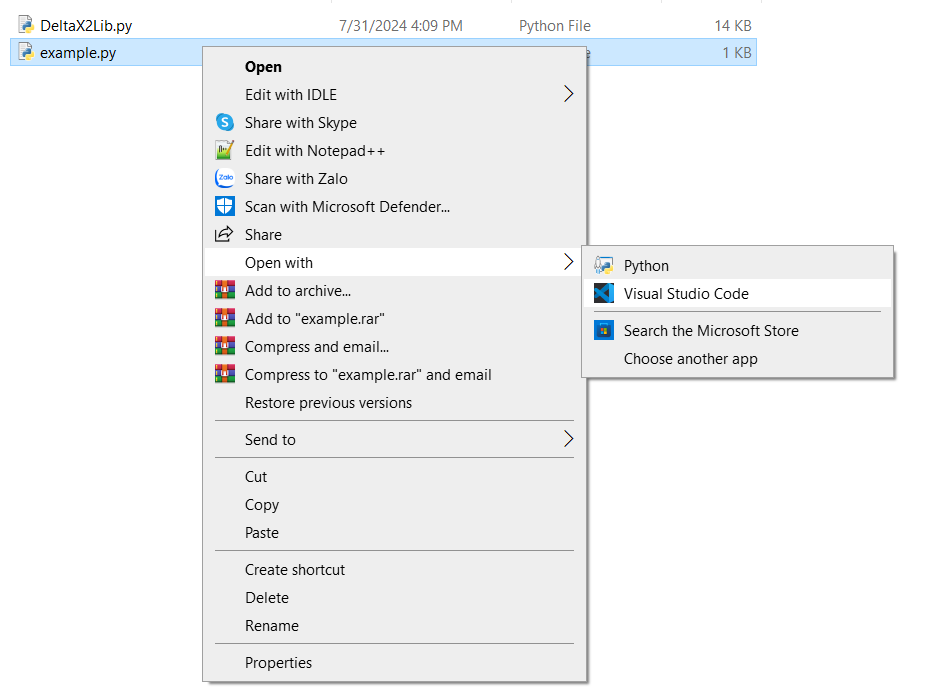 DeltaX2Lib.py 7/31/2024 4:09 PM Python File 14 KB
example.py 1 KB
Open
Edit with IDLE
Share with Skype
Edit with Notepad++
Zalo Share with Zalo
Scan with Microsoft Defender...
Share
Open with
Python
Visual Studio Code
Search the Microsoft Store
Choose another app
Add to archive...
Add to "example.rar"
Compress and email...
Compress to "example.rar" and email
Restore previous versions
Send to
Cut
Copy
Paste
Create shortcut
Delete
Rename
Properties